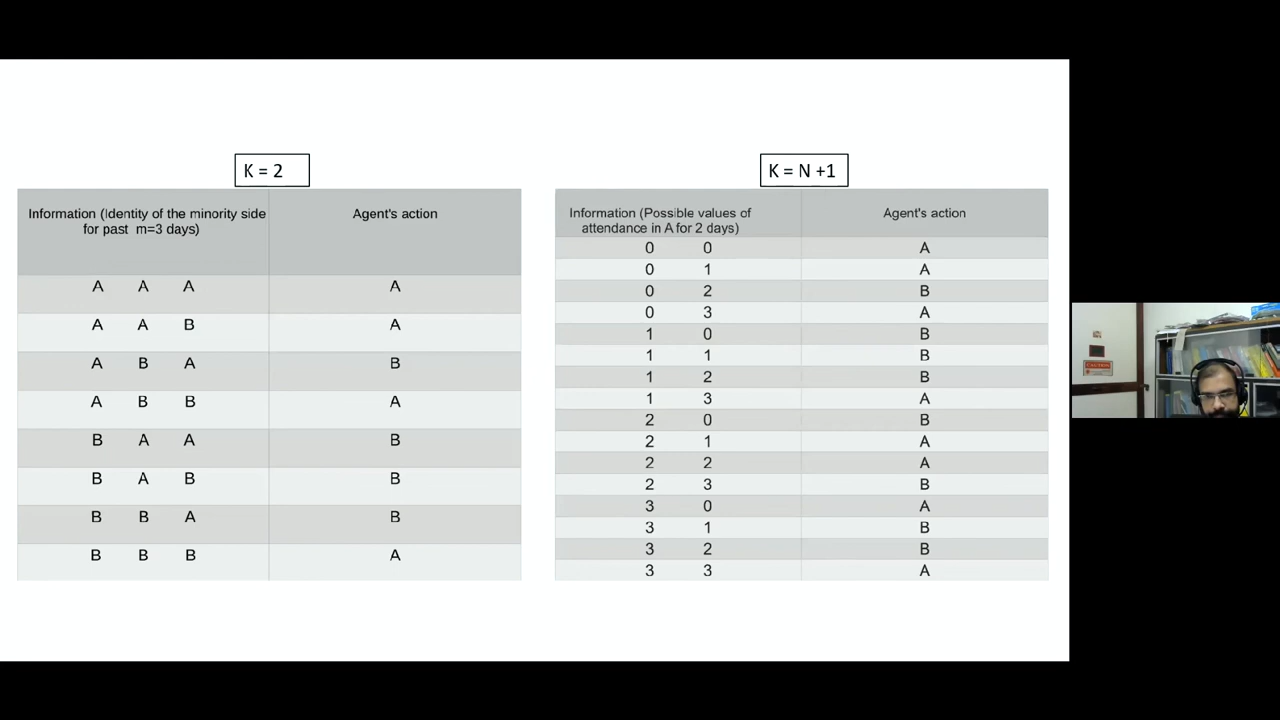 K = 2
Information (Identity of the minority side
for past m=3 days)
Agent's action
A A A A
A A B A
A B A B
A B B A
B A A B
B A B B
B B A B
B B B A
K = N +1
Information (Possible values of
attendance in A for 2 days)
Agent's action
0 0 A
0 1 A
0 2 B
0 3 A
1 0 B
1 1 B
1 2 B
1 3 A
2 0 B
2 1 A
2 2 A
2 3 B
3 0 A
3 1 B
3 2 B
3 3 A